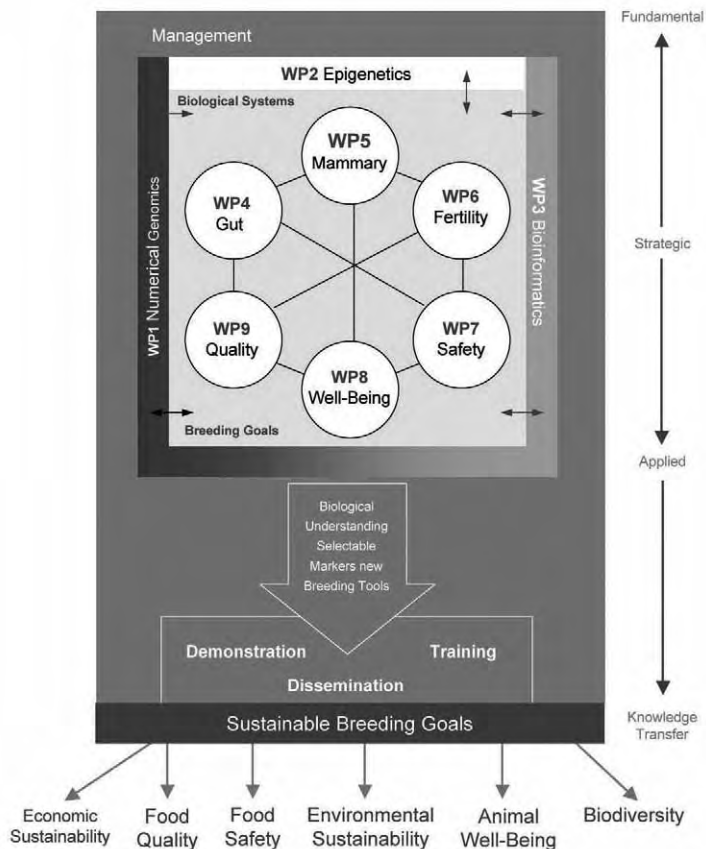 Fundamental
Management
WP2 Epigenetics
Biological Systems
WP5
Mammary
WP4
Gut
WP6
Fertility
WP1 Numerical Genomics
WP3 Bioinformatics
Strategic
WP9
Quality
WP7
Safety
WP8
Well-Being
Breeding Goals
Applied
Biological
Understanding
Selectable
Markers new
Breeding Tools
Demonstration
Training
Dissemination
Sustainable Breeding Goals
Knowledge
Transfer
Economic
Sustainability
Food
Quality
Food
Safety
Environmental
Sustainability
Animal
Well-Being
Biodiversity